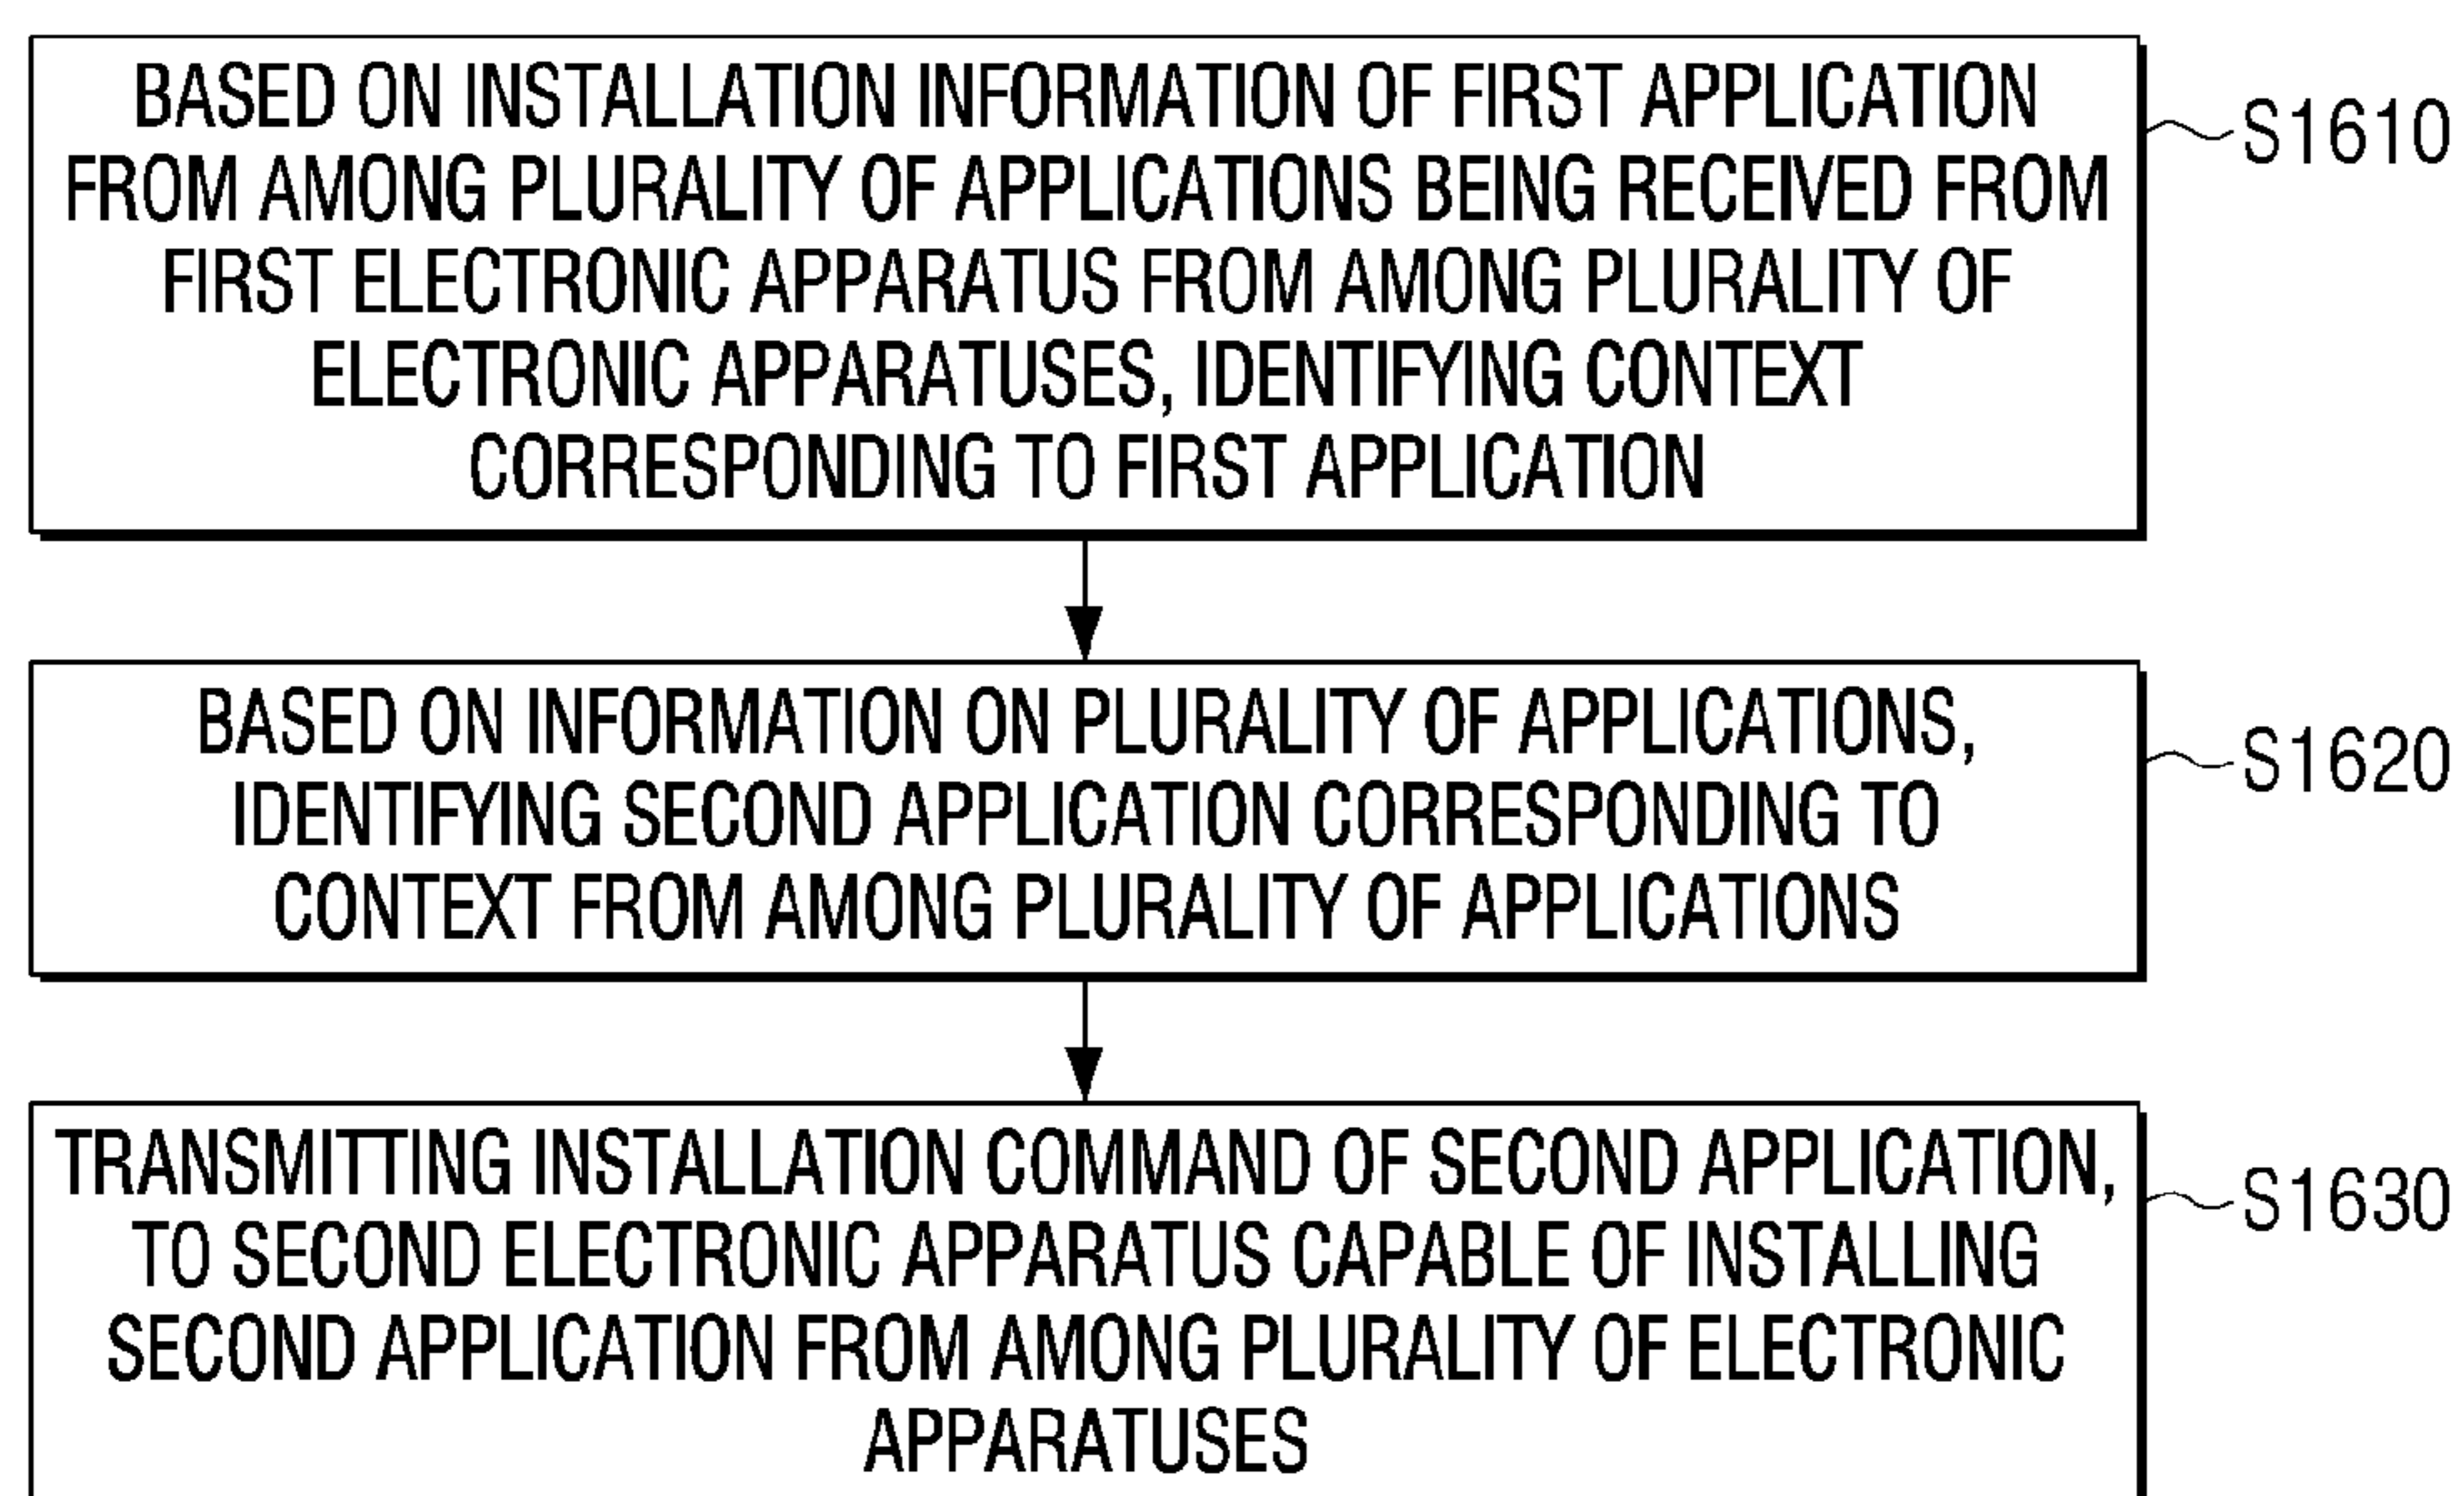 BASED ON INSTALLATION INFORMATION OF FIRST APPLICATION
FROM AMONG PLURALITY OF APPLICATIONS BEING RECEIVED FROM
FIRST ELECTRONIC APPARATUS FROM AMONG PLURALITY OF
ELECTRONIC APPARATUSES, IDENTIFYING CONTEXT
CORRESPONDING TO FIRST APPLICATION
S1610
BASED ON INFORMATION ON PLURALITY OF APPLICATIONS,
IDENTIFYING SECOND APPLICATION CORRESPONDING TO
CONTEXT FROM AMONG PLURALITY OF APPLICATIONS
S1620
TRANSMITTING INSTALLATION COMMAND OF SECOND APPLICATION,
TO SECOND ELECTRONIC APPARATUS CAPABLE OF INSTALLING
SECOND APPLICATION FROM AMONG PLURALITY OF ELECTRONIC
APPARATUSES
S1630